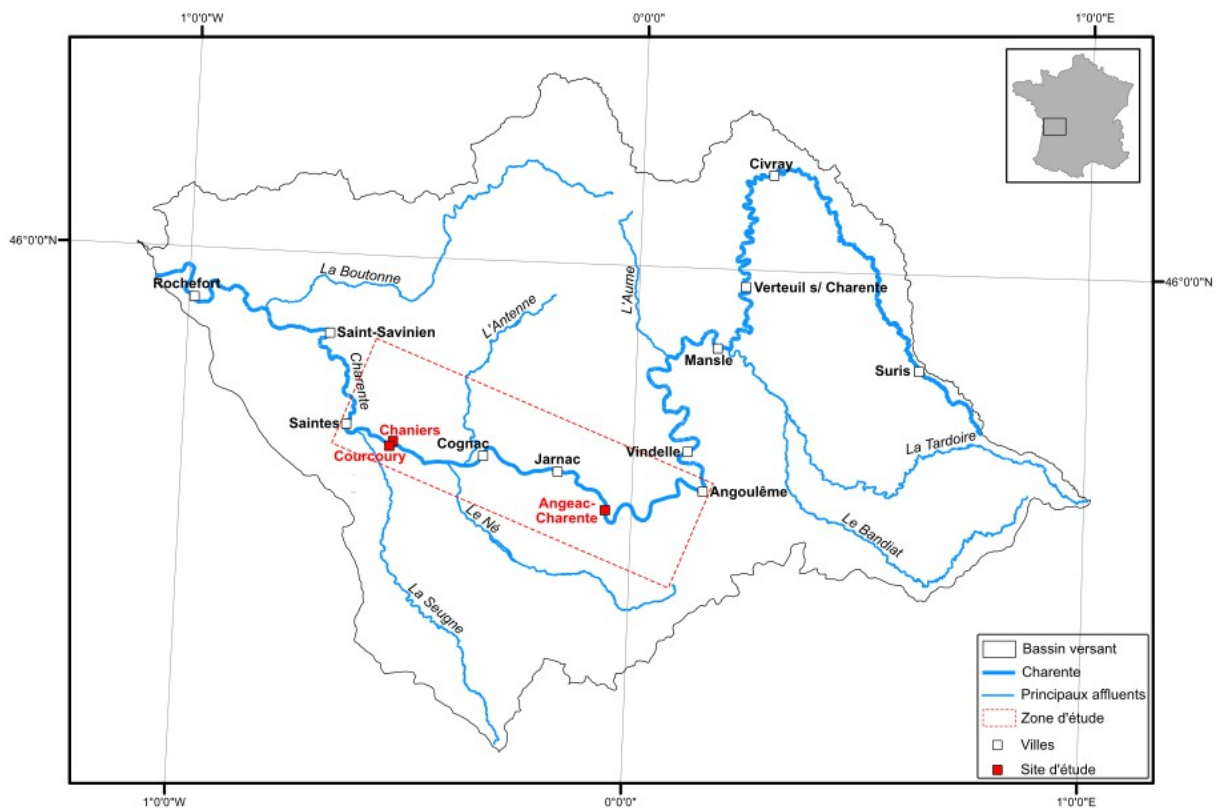 1°0'0"W
0°0'0"
1°0'0"E
46°0'0"N
46°0'0"N
Civray
La Boutonne
Rochefort
L'Aume
Verteuil s/ Charente
L'Antenne
Saint-Savinien
Mansle
Charente
Suris
Saintes
Chaniers
Courcoury
Cognac
Jarnac
Vindelle
La Tardoire
Angoulême
Angeac-
Charente
Le Né
Le Bandiat
La Seugne
Bassin versant
Charente
Principaux affluents
Zone d'étude
Villes
Site d'étude
1°0'0"W
0°0'0"
1°0'0"E